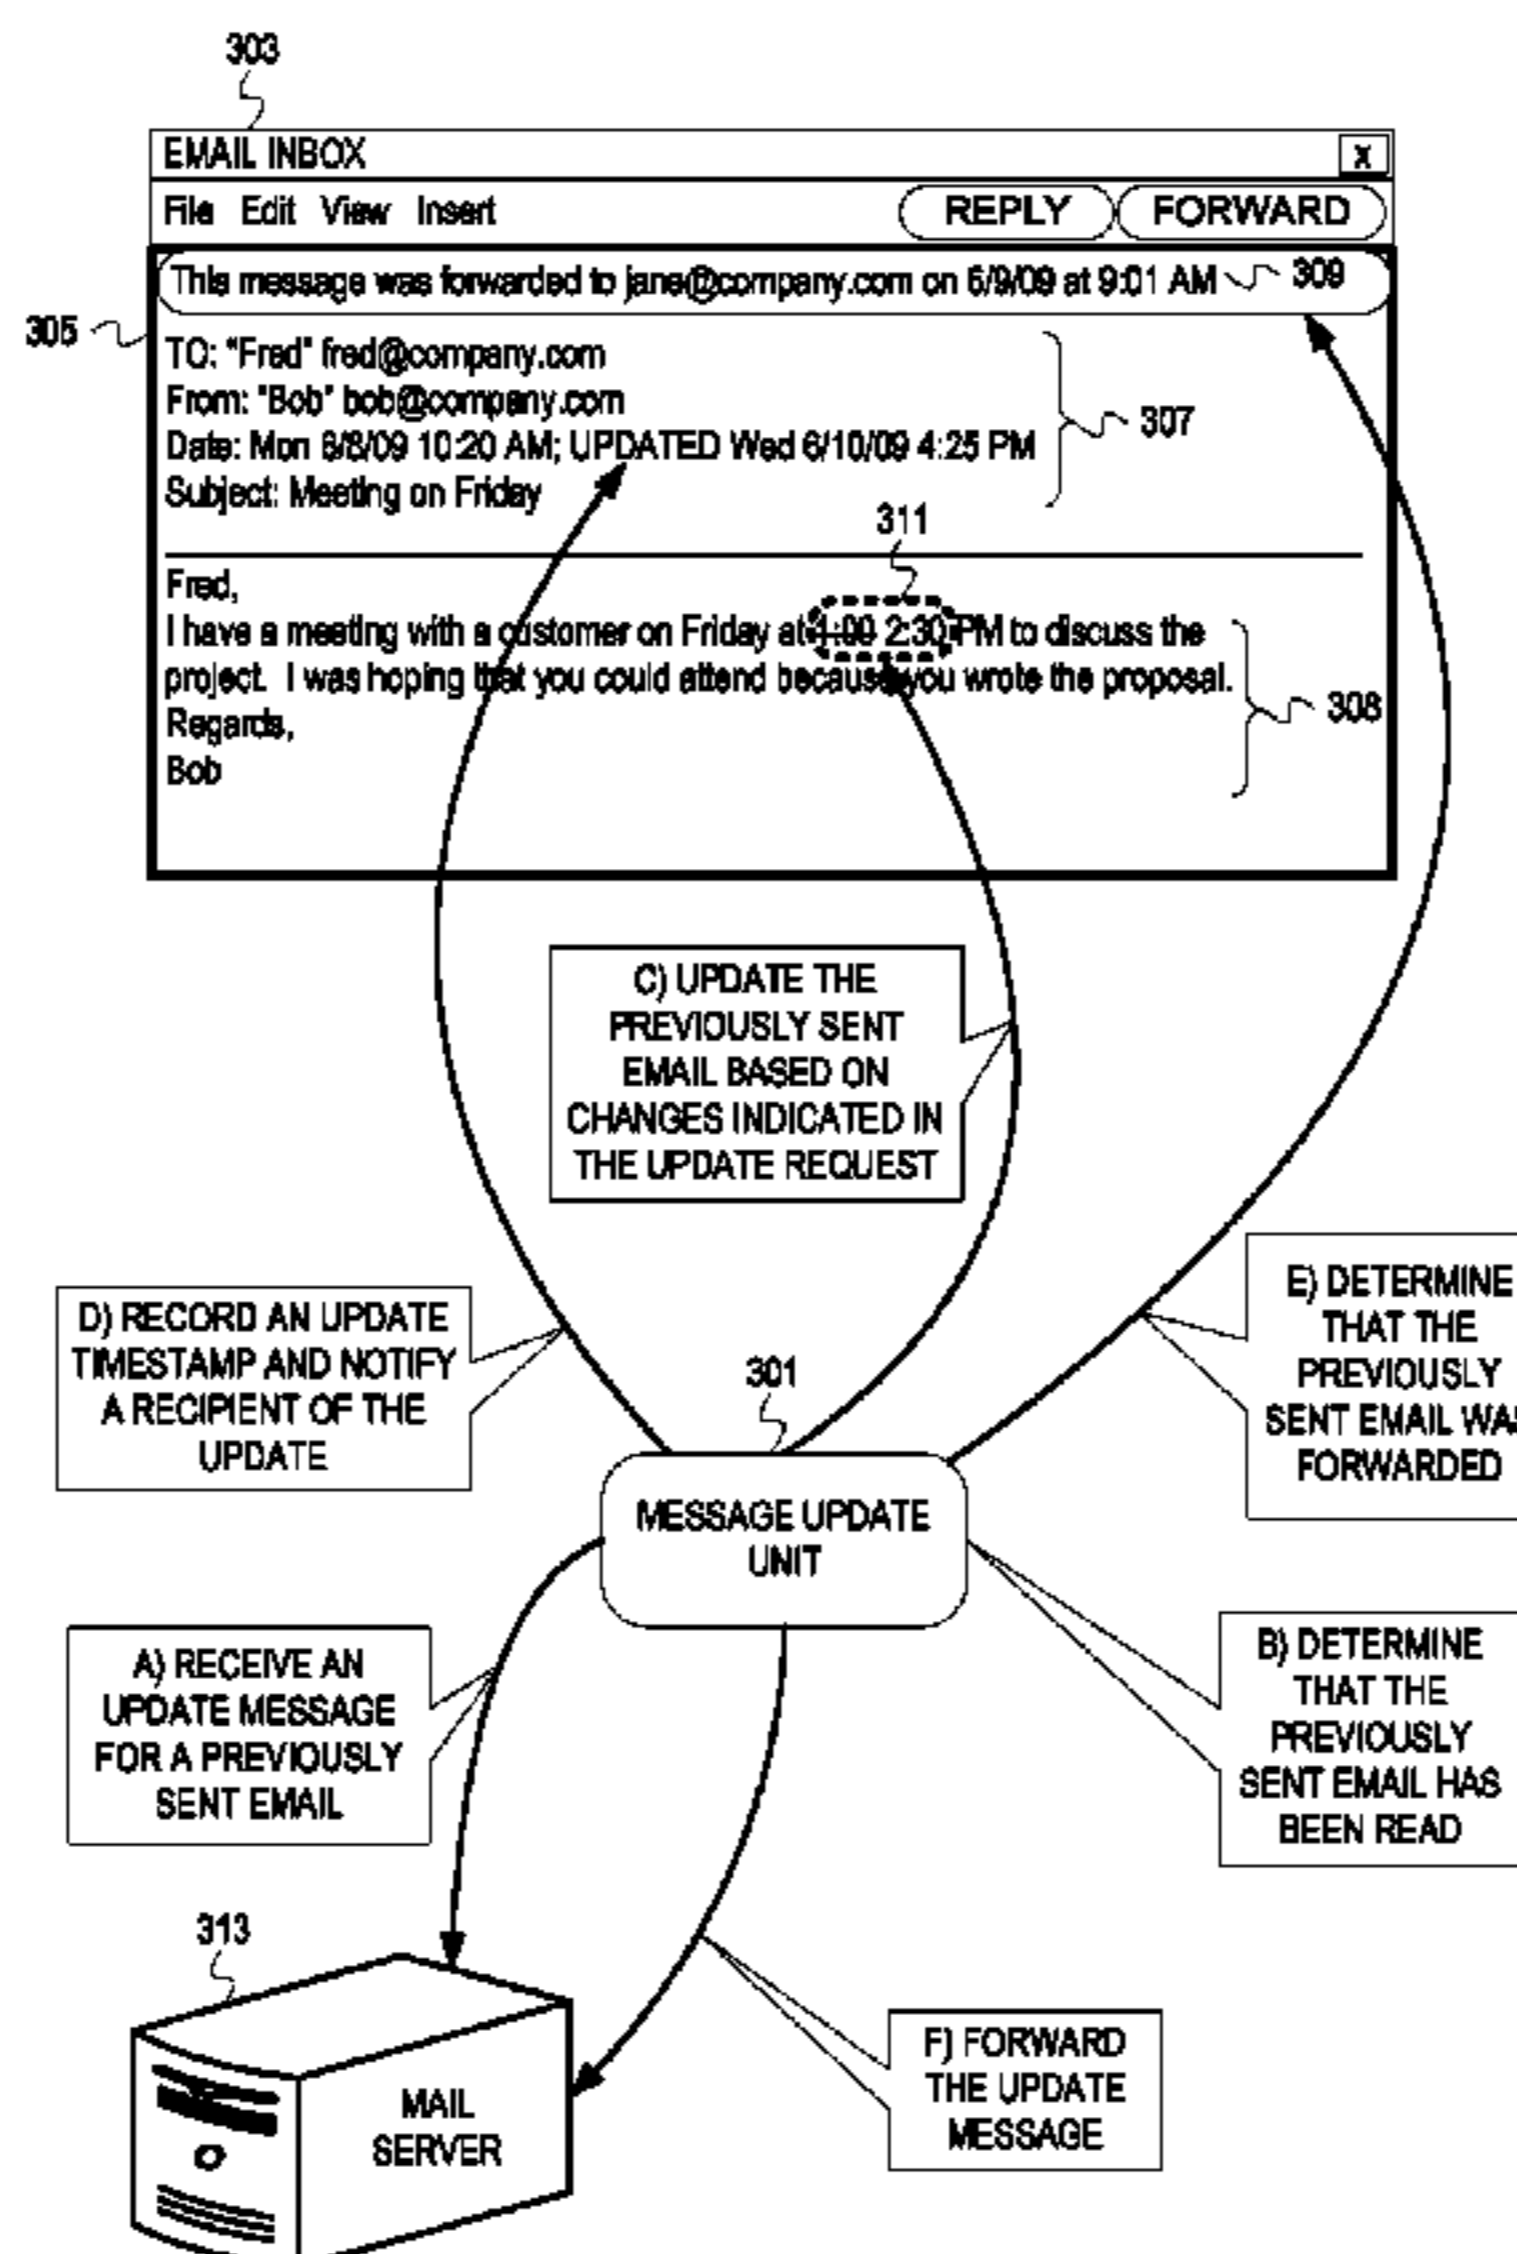 303
EMAIL INBOX
X
File Edit View Insert
REPLY
FORWARD
This message was forwarded to jane@company.com on 6/9/09 at 9:01 AM
309
305
TO: "Fred" fred@company.com
From: "Bob" bob@company.com
Date: Mon 6/8/09 10:20 AM; UPDATED Wed 6/10/09 4:25 PM
Subject: Meeting on Friday
307
311
Fred,
I have a meeting with a customer on Friday at 1:00 2:30 PM to discuss the
project. I was hoping that you could attend because you wrote the proposal.
Regards,
Bob
308
C) UPDATE THE
PREVIOUSLY SENT
EMAIL BASED ON
CHANGES INDICATED IN
THE UPDATE REQUEST
D) RECORD AN UPDATE
TIMESTAMP AND NOTIFY
A RECIPIENT OF THE
UPDATE
E) DETERMINE
THAT THE
PREVIOUSLY
SENT EMAIL WAS
FORWARDED
301
MESSAGE UPDATE
UNIT
A) RECEIVE AN
UPDATE MESSAGE
FOR A PREVIOUSLY
SENT EMAIL
B) DETERMINE
THAT THE
PREVIOUSLY
SENT EMAIL HAS
BEEN READ
313
MAIL
SERVER
F) FORWARD
THE UPDATE
MESSAGE